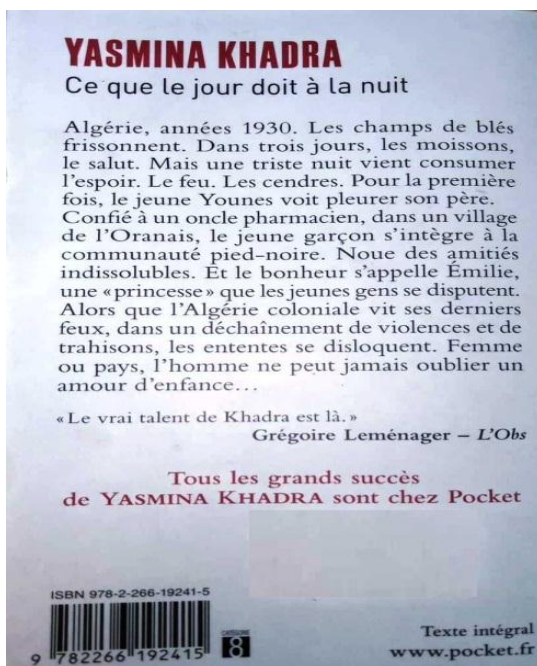 YASMINA KHADRA
Ce que le jour doit à la nuit
Algérie, années 1930. Les champs de blés
frissonnent. Dans trois jours, les moissons,
le salut. Mais une triste nuit vient consumer
l'espoir. Le feu. Les cendres. Pour la première
fois, le jeune Younes voit pleurer son père.
Confié à un oncle pharmacien, dans un village
de l'Oranais, le jeune garçon s'intègre à la
communauté pied-noire. Noue des amitiés
indissolubles. Et le bonheur s'appelle Émilie,
une «princesse» que les jeunes gens se disputent.
Alors que l'Algérie coloniale vit ses derniers
feux, dans un déchaînement de violences et de
trahisons, les ententes se disloquent. Femme
ou pays, l'homme ne peut jamais oublier un
amour d'enfance…
«Le vrai talent de Khadra est là.»
Grégoire Leménager – L'Obs
Tous les grands succès
de YASMINA KHADRA sont chez Pocket
ISBN 978-2-266-19241-5
9 782266 192415
CATÉGORIE
8
Texte intégral
www.pocket.fr